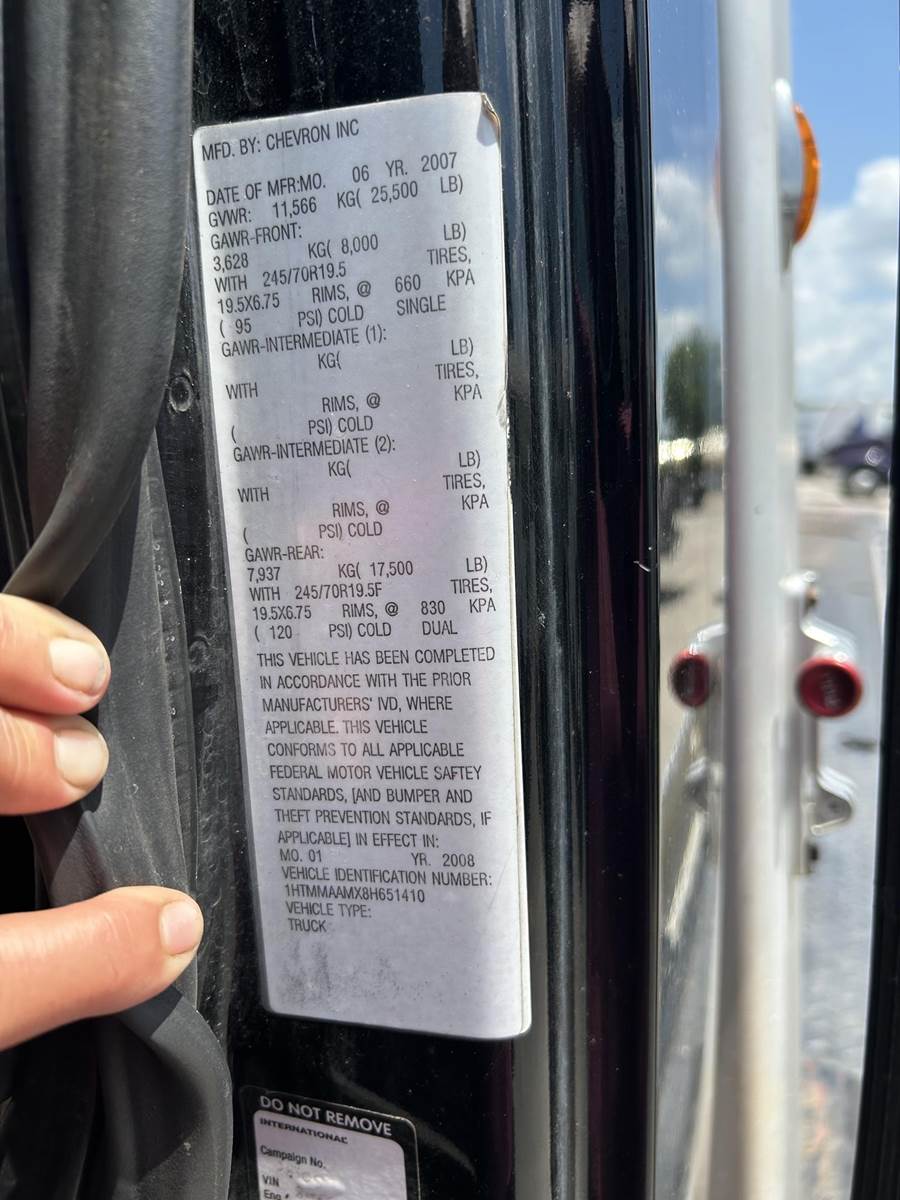 MFD. BY: CHEVRON INC
DATE OF MFR:MO. 06 YR. 2007
GVWR: 11,566 KG( 25,500 LB)
GAWR-FRONT:
3,628 KG( 8,000 LB)
WITH 245/70R19.5 TIRES,
19.5X6.75 RIMS, @ 660 KPA
( 95 PSI) COLD SINGLE
GAWR-INTERMEDIATE (1):
KG( LB)
WITH TIRES,
RIMS, @ KPA
( PSI) COLD
GAWR-INTERMEDIATE (2):
KG( LB)
WITH TIRES,
RIMS, @ KPA
( PSI) COLD
GAWR-REAR:
7,937 KG( 17,500 LB)
WITH 245/70R19.5F TIRES,
19.5X6.75 RIMS, @ 830 KPA
( 120 PSI) COLD DUAL
THIS VEHICLE HAS BEEN COMPLETED
IN ACCORDANCE WITH THE PRIOR
MANUFACTURERS' IVD, WHERE
APPLICABLE. THIS VEHICLE
CONFORMS TO ALL APPLICABLE
FEDERAL MOTOR VEHICLE SAFTEY
STANDARDS, [AND BUMPER AND
THEFT PREVENTION STANDARDS, IF
APPLICABLE] IN EFFECT IN:
MO. 01 YR. 2008
VEHICLE IDENTIFICATION NUMBER:
1HTMMAAMX8H651410
VEHICLE TYPE:
TRUCK
DO NOT REMOVE
INTERNATIONAL
Campaign No.
VIN
Eng